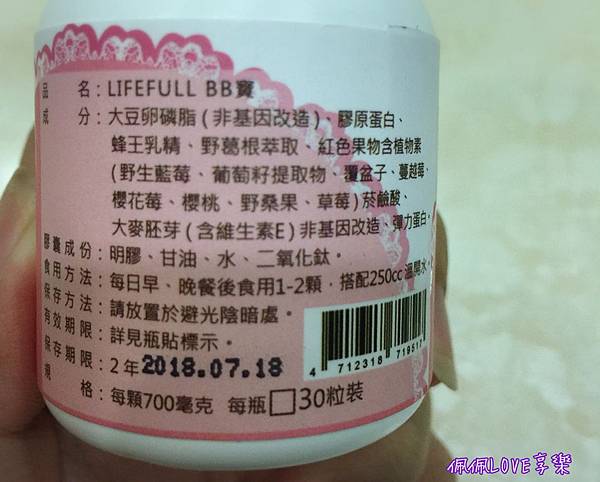 品 名：LIFEFULL BB寶
成 分：大豆卵磷脂(非基因改造)、膠原蛋白、
蜂王乳精、野葛根萃取、紅色果物含植物素
(野生藍莓、葡萄籽提取物、覆盆子、蔓越莓、
櫻花莓、櫻桃、野桑果、草莓)菸鹼酸、
大麥胚芽(含維生素E)非基因改造、彈力蛋白。
膠囊成份：明膠、甘油、水、二氧化鈦。
食用方法：每日早、晚餐後食用1-2顆，搭配250cc溫開水。
保存方法：請放置於避光陰暗處。
有效期限：詳見瓶貼標示。
保存期限：2年 2018.07.18
規 格：每顆700毫克 每瓶□30粒裝
4 712318 71951
佩佩LOVE享樂